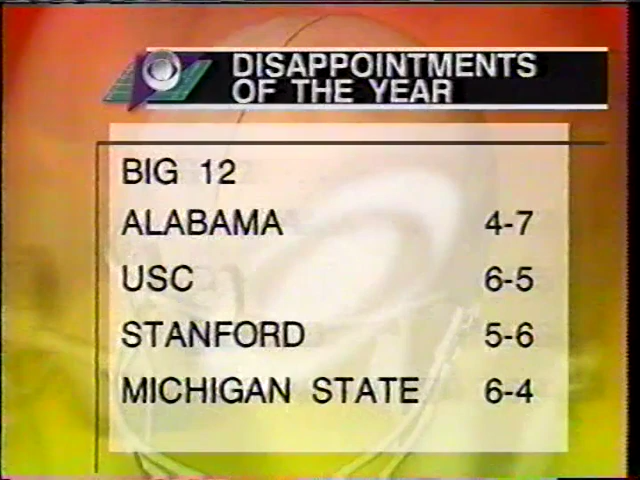 DISAPPOINTMENTS
OF THE YEAR
BIG 12
ALABAMA 4-7
USC 6-5
STANFORD 5-6
MICHIGAN STATE 6-4